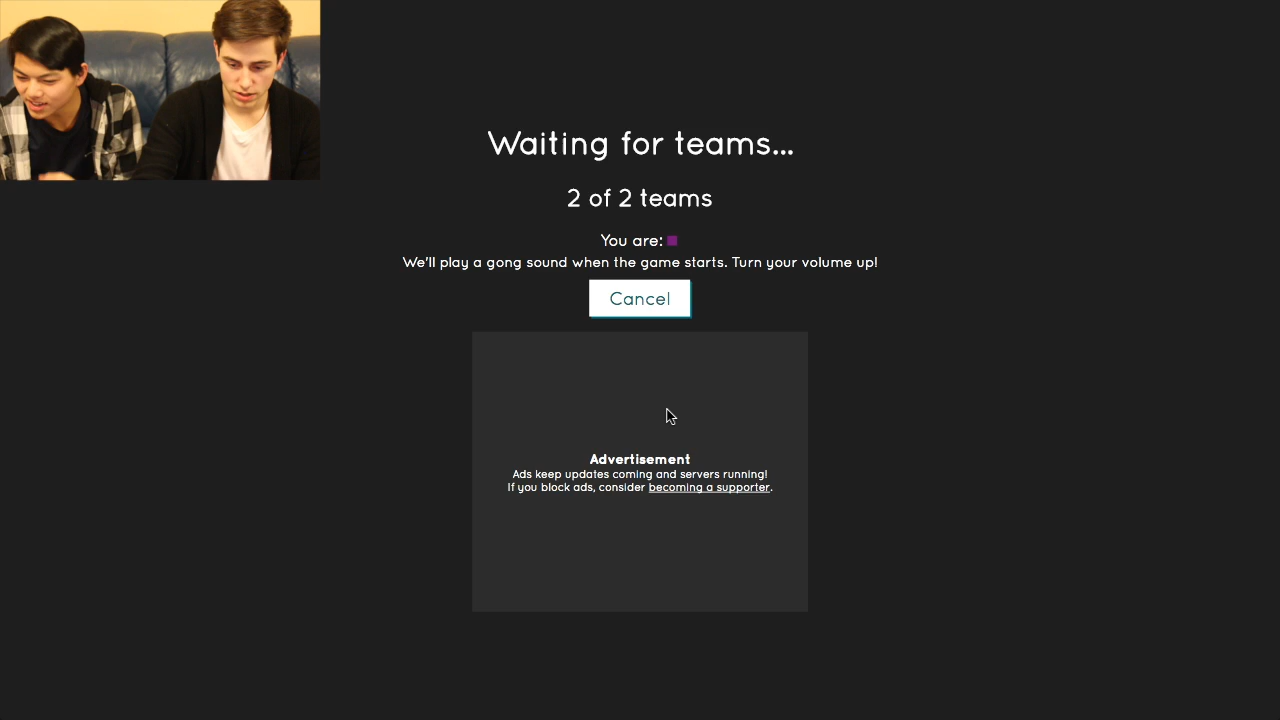 Waiting for teams...
2 of 2 teams
You are:
We'll play a gong sound when the game starts. Turn your volume up!
Cancel
Advertisement
Ads keep updates coming and servers running!
If you block ads, consider becoming a supporter.